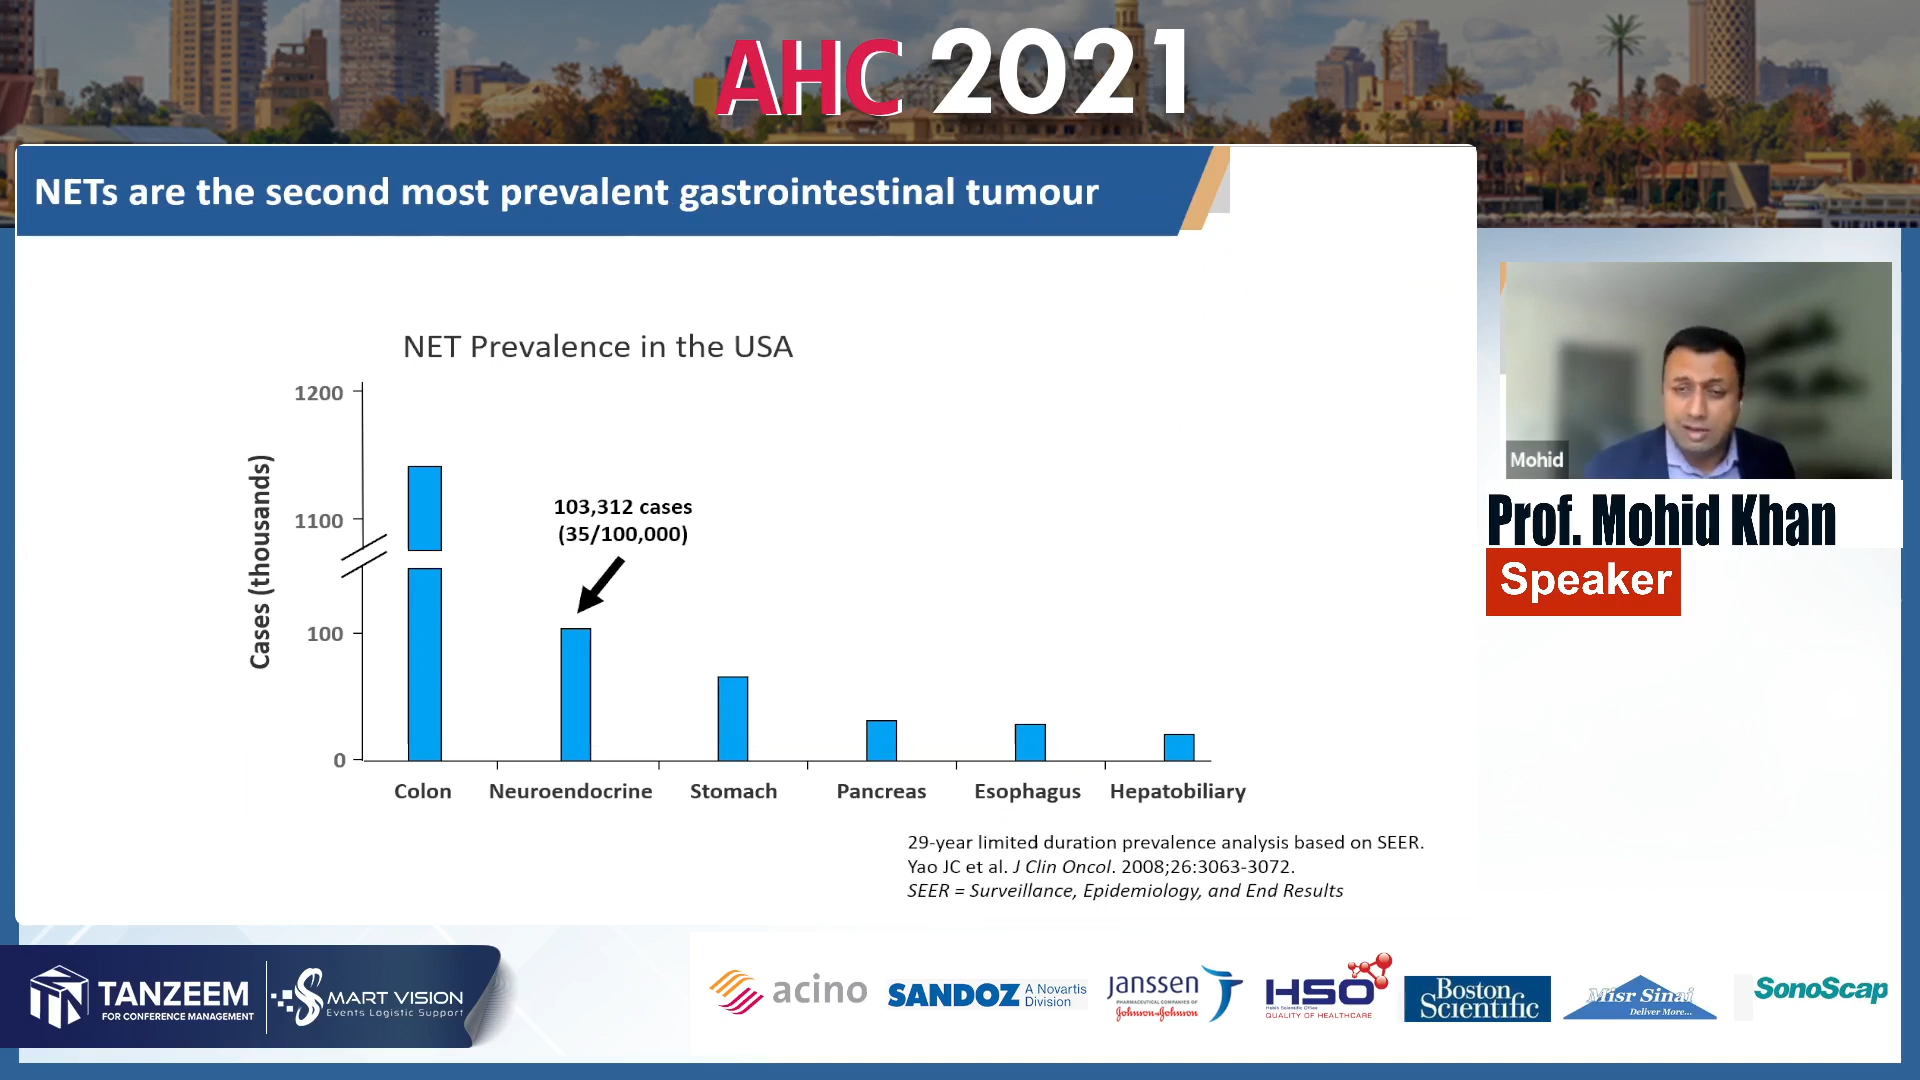 AHC 2021
NETs are the second most prevalent gastrointestinal tumour
NET Prevalence in the USA
Cases (thousands)
1200
1100
100
0
103,312 cases
(35/100,000)
Colon Neuroendocrine Stomach Pancreas Esophagus Hepatobiliary
29-year limited duration prevalence analysis based on SEER.
Yao JC et al. J Clin Oncol. 2008;26:3063-3072.
SEER = Surveillance, Epidemiology, and End Results
Mohid
Prof. Mohid Khan
Speaker
TN TANZEEM
FOR CONFERENCE MANAGEMENT
SMART VISION
Events Logistic Support
acino
SANDOZ A Novartis
Division
janssen
PHARMACEUTICAL COMPANIES OF
Johnson & Johnson
HSO
Health Scientific Office
QUALITY OF HEALTHCARE
Boston
Scientific
Misr Sinai
Deliver More...
SonoScap